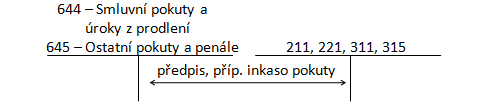 644 – Smluvní pokuty a
úroky z prodlení
645 – Ostatní pokuty a penále
211, 221, 311, 315
předpis, příp. inkaso pokuty